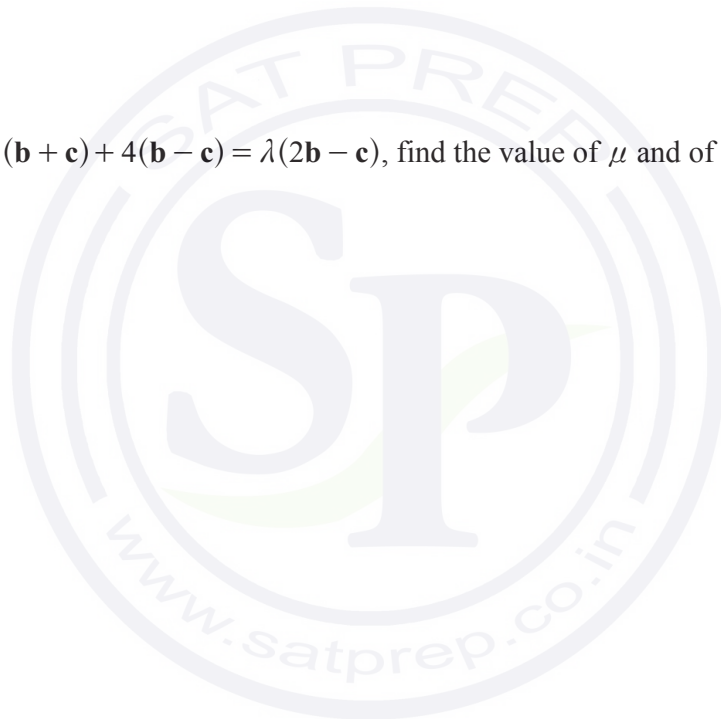 SAT PREP
(b + c) + 4(b − c) = λ(2b − c), find the value of μ and of
SP
www.satprep.co.in